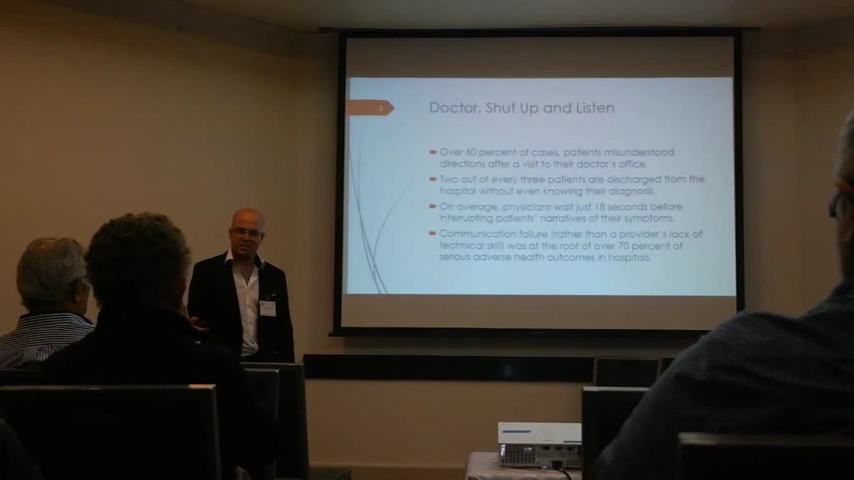 3
Doctor, Shut Up and Listen
Over 60 percent of cases, patients misunderstood
directions after a visit to their doctor's office.
Two out of every three patients are discharged from the
hospital without even knowing their diagnosis.
On average, physicians wait just 18 seconds before
interrupting patients' narratives of their symptoms.
Communication failure (rather than a provider's lack of
technical skill) was at the root of over 70 percent of
serious adverse health outcomes in hospitals.